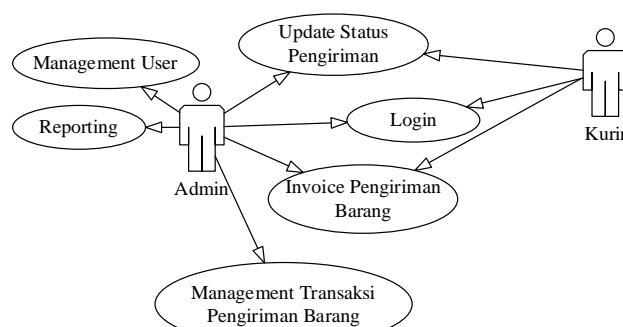 Update Status
Pengiriman
Management User
Reporting
Login
Kurir
Admin
Invoice Pengiriman
Barang
Management Transaksi
Pengiriman Barang